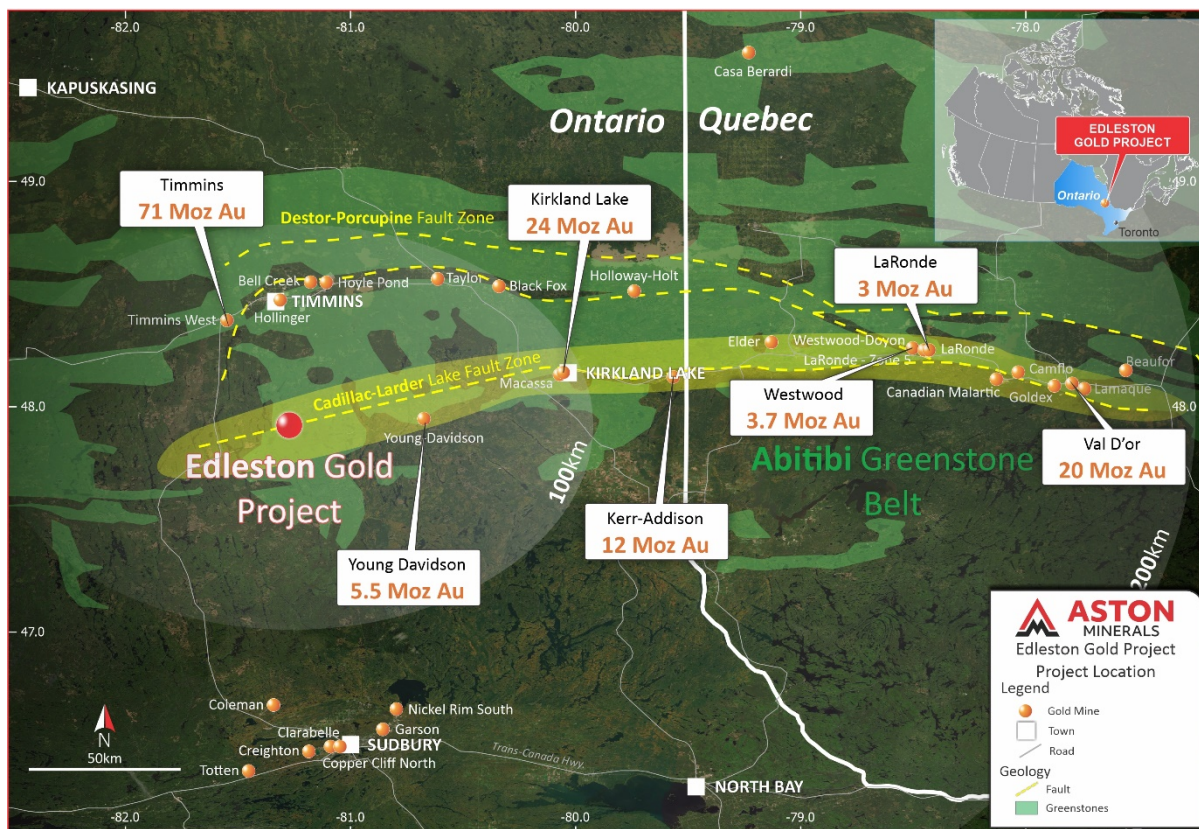 -82.0
-81.0
-80.0
-79.0
-78.0
KAPUSKASING
Casa Berardi
Ontario
Quebec
EDLESTON
GOLD PROJECT
Ontario
Toronto
49.0
49.0
Timmins
71 Moz Au
Destor-Porcupine Fault Zone
Kirkland Lake
24 Moz Au
LaRonde
3 Moz Au
Bell Creek
Hoyle Pond
Taylor
Black Fox
Holloway-Holt
TIMMINS
Hollinger
Timmins West
Elder
Westwood-Doyon
LaRonde - Zone 5
LaRonde
Cadillac-Larder Lake Fault Zone
Macassa
KIRKLAND LAKE
Camflo
Beaufor
Canadian Malartic
Goldex
Lamaque
48.0
48.0
Young Davidson
Westwood
3.7 Moz Au
Val D'or
20 Moz Au
Edleston Gold
Project
100km
Abitibi Greenstone
Belt
Kerr-Addison
12 Moz Au
Young Davidson
5.5 Moz Au
200km
47.0
ASTON
MINERALS
Edleston Gold Project
Project Location
Legend
Gold Mine
Town
Road
Geology
Fault
Greenstones
Coleman
Nickel Rim South
Clarabelle
Garson
Creighton
SUDBURY
Copper Cliff North
Totten
Trans-Canada Hwy.
NORTH BAY
N
50km
-82.0
-81.0
-80.0
-79.0
-78.0